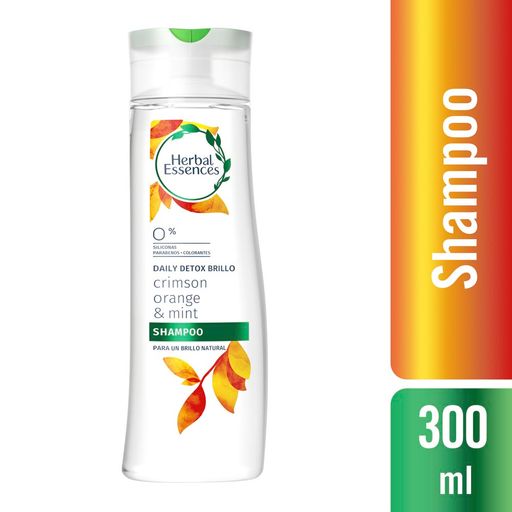 Herbal
Essences
0%
SILICONAS
PARABENOS • COLORANTES
DAILY DETOX BRILLO
crimson
orange
& mint
SHAMPOO
PARA UN BRILLO NATURAL
Shampoo
300
ml